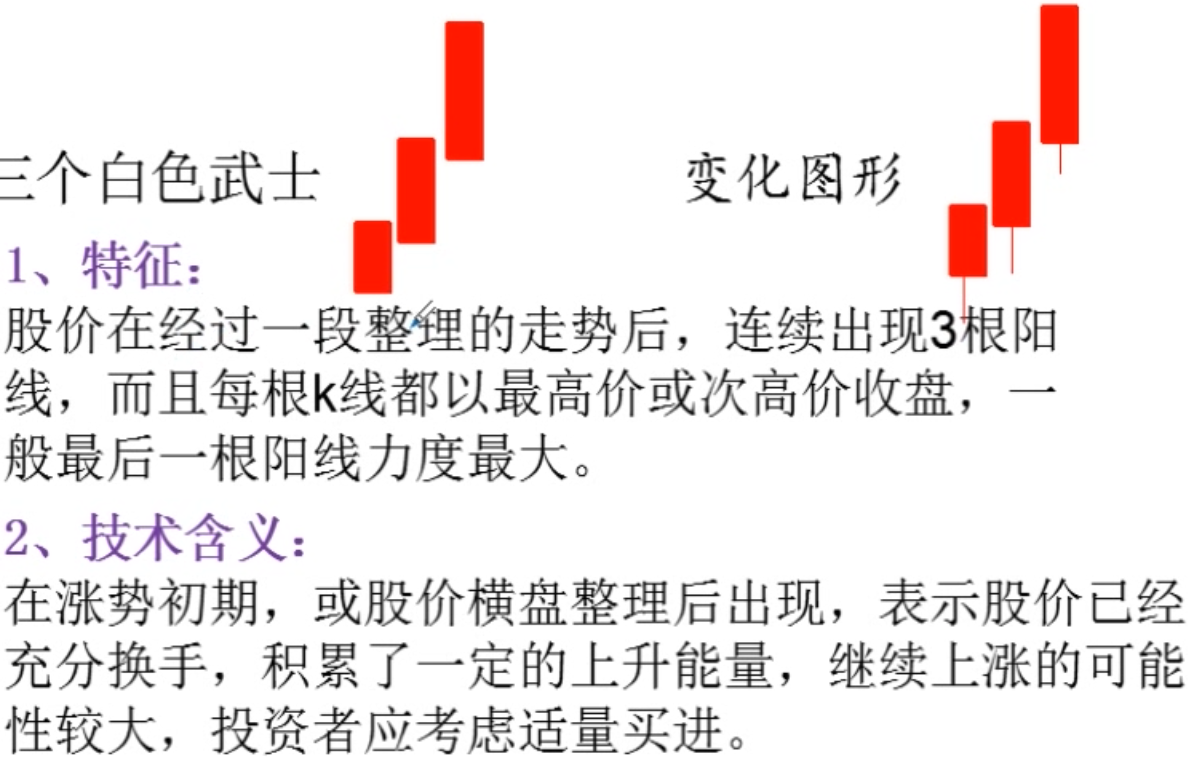 三个白色武士
变化图形
1、特征：
股价在经过一段整理的走势后，连续出现3根阳
线，而且每根k线都以最高价或次高价收盘，一
般最后一根阳线力度最大。
2、技术含义：
在涨势初期，或股价横盘整理后出现，表示股价已经
充分换手，积累了一定的上升能量，继续上涨的可能
性较大，投资者应考虑适量买进。